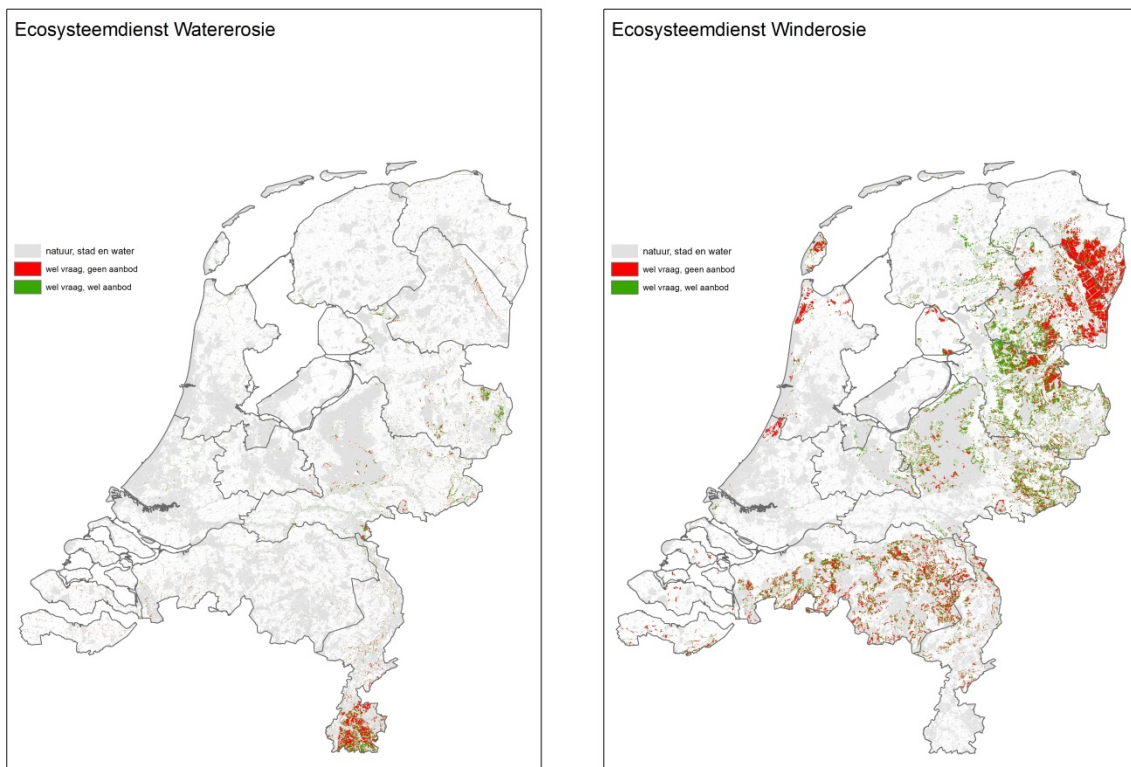 Ecosysteemdienst Watererosie
natuur, stad en water
wel vraag, geen aanbod
wel vraag, wel aanbod
Ecosysteemdienst Winderosie
natuur, stad en water
wel vraag, geen aanbod
wel vraag, wel aanbod